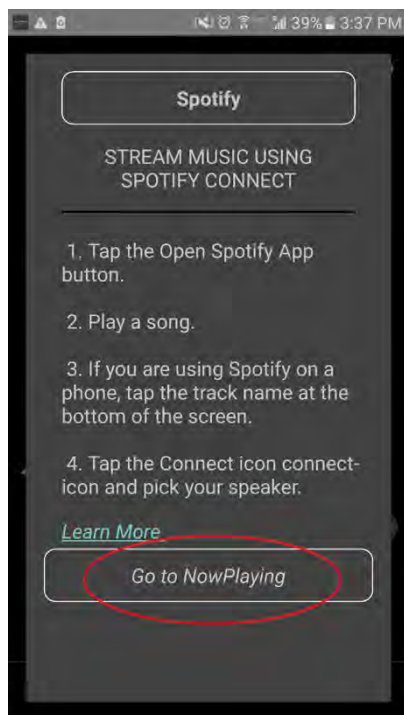 39% 3:37 PM
Spotify
STREAM MUSIC USING
SPOTIFY CONNECT
1. Tap the Open Spotify App
button.
2. Play a song.
3. If you are using Spotify on a
phone, tap the track name at the
bottom of the screen.
4. Tap the Connect icon connect-
icon and pick your speaker.
Learn More
Go to NowPlaying